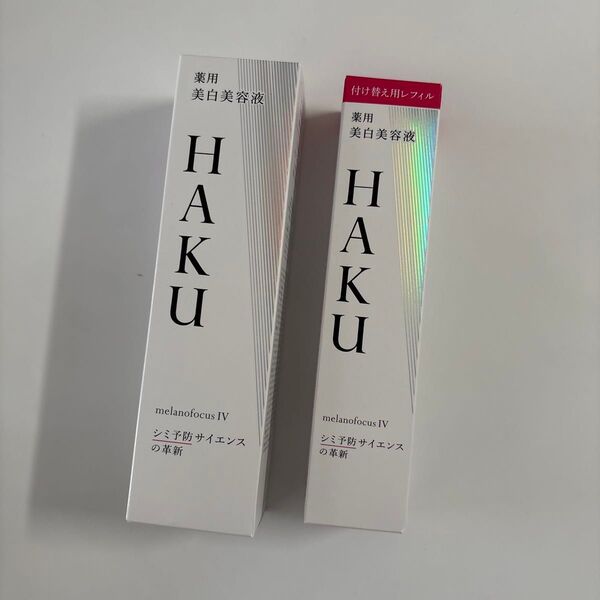 薬用
美白美容液
HAKU
melanofocus IV
シミ予防サイエンス
の革新
付け替え用レフィル
薬用
美白美容液
HAKU
melanofocus IV
シミ予防サイエンス
の革新